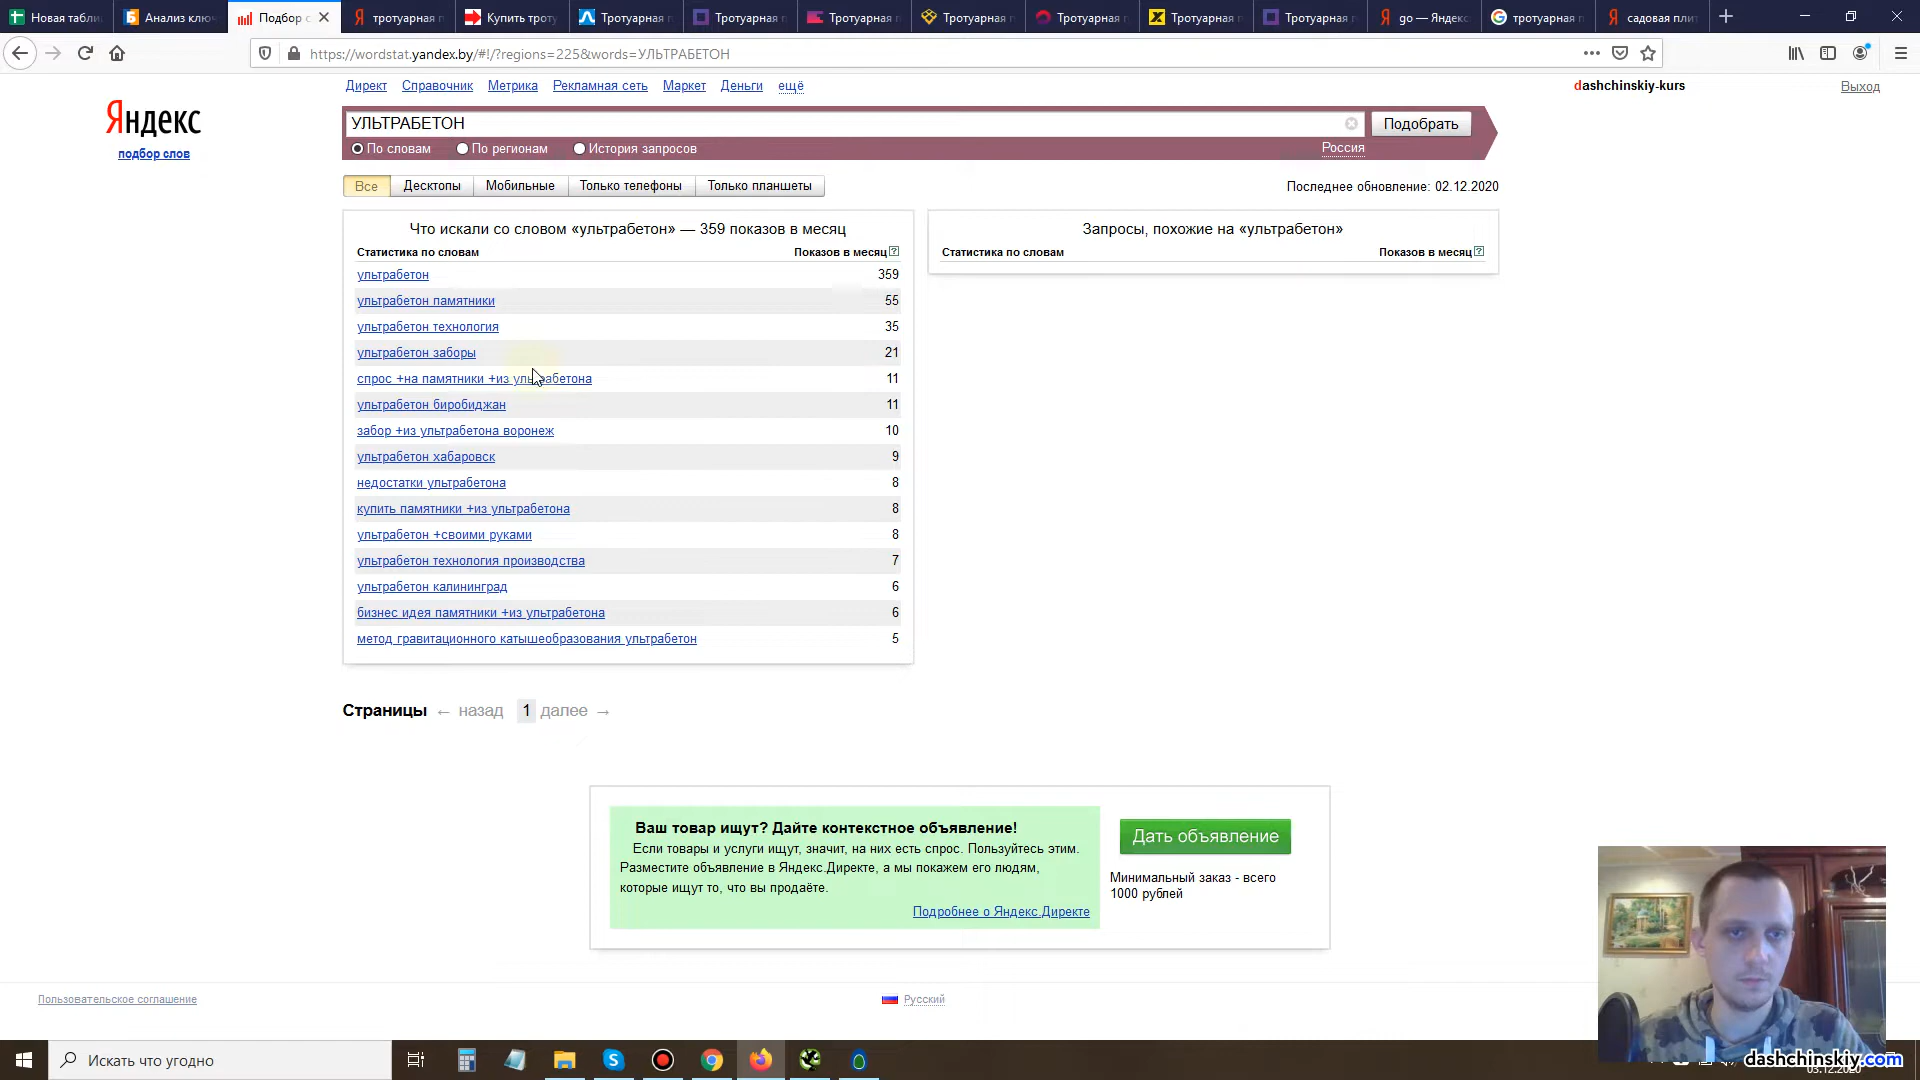 Новая табли
Анализ ключ
Подбор с
тротуарная п
Купить трот
Тротуарная п
Тротуарная п
Тротуарная п
Тротуарная п
Тротуарная п
Тротуарная п
Тротуарная п
go — Яндекс
тротуарная п
садовая плит
https://wordstat.yandex.by/#!/?regions=225&words=УЛЬТРАБЕТОН
Директ Справочник Метрика Рекламная сеть Маркет Деньги ещё
dashchinskiy-kurs
Выход
Яндекс
подбор слов
УЛЬТРАБЕТОН
Подобрать
По словам По регионам История запросов
Россия
Все Десктопы Мобильные Только телефоны Только планшеты
Последнее обновление: 02.12.2020
Что искали со словом «ультрабетон» — 359 показов в месяц
Статистика по словам Показов в месяц ?
ультрабетон 359
ультрабетон памятники 55
ультрабетон технология 35
ультрабетон заборы 21
спрос +на памятники +из ультрабетона 11
ультрабетон биробиджан 11
забор +из ультрабетона воронеж 10
ультрабетон хабаровск 9
недостатки ультрабетона 8
купить памятники +из ультрабетона 8
ультрабетон +своими руками 8
ультрабетон технология производства 7
ультрабетон калининград 6
бизнес идея памятники +из ультрабетона 6
метод гравитационного катышеобразования ультрабетон 5
Запросы, похожие на «ультрабетон»
Статистика по словам Показов в месяц ?
Страницы ← назад 1 далее →
Ваш товар ищут? Дайте контекстное объявление!
Если товары и услуги ищут, значит, на них есть спрос. Пользуйтесь этим.
Разместите объявление в Яндекс.Директе, а мы покажем его людям,
которые ищут то, что вы продаёте.
Подробнее о Яндекс.Директе
Дать объявление
Минимальный заказ - всего
1000 рублей
Пользовательское соглашение
Русский
Искать что угодно
dashchinskiy.com
03.12.2020